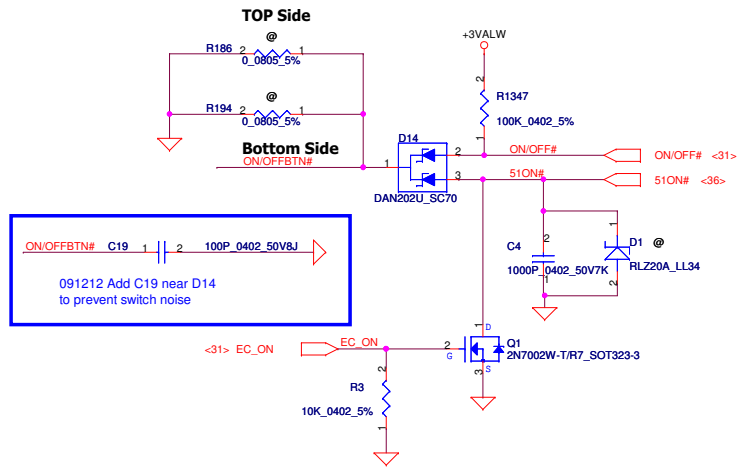 TOP Side
@
R186 2 1
0_0805_5%
+3VALW
@
R194 2 1
0_0805_5%
2
R1347
100K_0402_5%
1
Bottom Side
D14
ON/OFFBTN# 1
2 ON/OFF# ON/OFF# <31>
3 51ON# 51ON# <36>
DAN202U_SC70
ON/OFFBTN# C19 1 2 100P_0402_50V8J
091212 Add C19 near D14
to prevent switch noise
C4 2
1000P_0402_50V7K
1
1
D1 @
RLZ20A_LL34
2
<31> EC_ON EC_ON 2
G
1 D
Q1
2N7002W-T/R7_SOT323-3
S
3
2
R3
10K_0402_5%
1